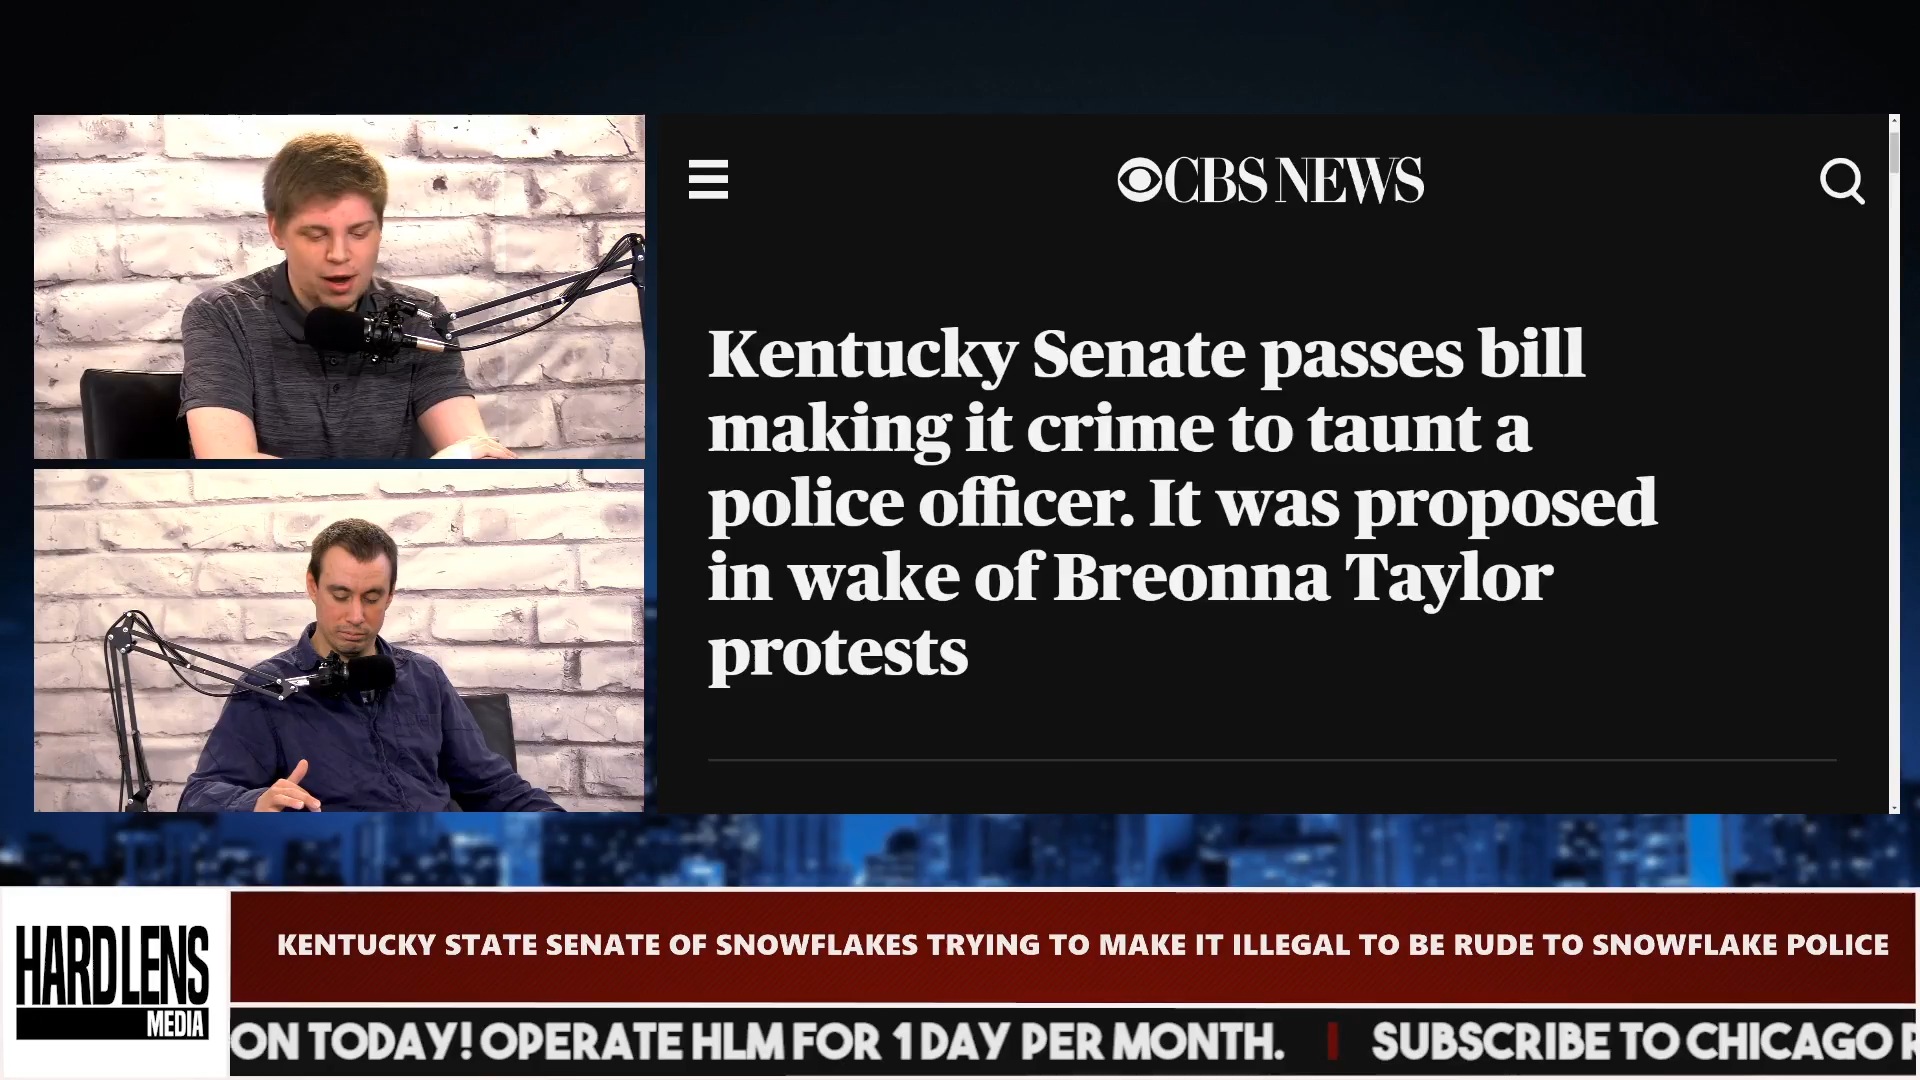 CBS NEWS
Kentucky Senate passes bill
making it crime to taunt a
police officer. It was proposed
in wake of Breonna Taylor
protests
KENTUCKY STATE SENATE OF SNOWFLAKES TRYING TO MAKE IT ILLEGAL TO BE RUDE TO SNOWFLAKE POLICE
HARD LENS
MEDIA
ON TODAY! OPERATE HLM FOR 1 DAY PER MONTH. | SUBSCRIBE TO CHICAGO